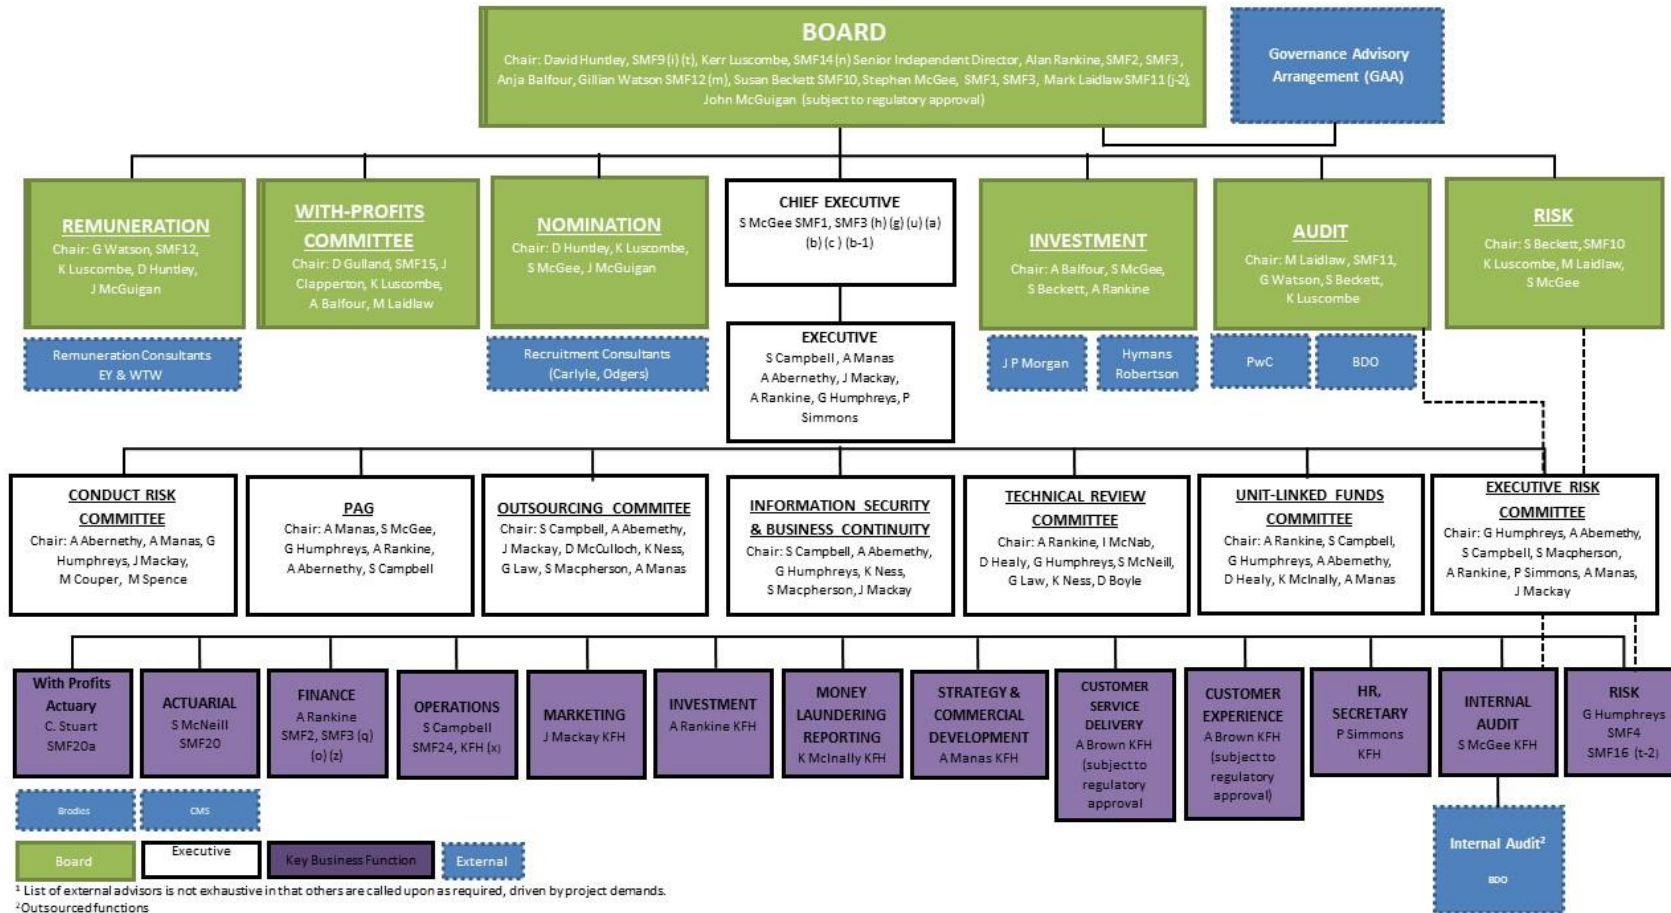 BOARD
Chair: David Huntley, SMF9 (i) (t), Kerr Luscombe, SMF14 (n) Senior Independent Director, Alan Rankine, SMF2, SMF3,
Anja Balfour, Gillian Watson SMF12 (m), Susan Beckett SMF10, Stephen McGee, SMF1, SMF3, Mark Laidlaw SMF11 (j-2),
John McGuigan (subject to regulatory approval)
Governance Advisory
Arrangement (GAA)
REMUNERATION
Chair: G Watson, SMF12,
K Luscombe, D Huntley,
J McGuigan
WITH-PROFITS
COMMITTEE
Chair: D Gulland, SMF15, J
Clapperton, K Luscombe,
A Balfour, M Laidlaw
NOMINATION
Chair: D Huntley, K Luscombe,
S McGee, J McGuigan
CHIEF EXECUTIVE
S McGee SMF1, SMF3 (h) (g) (u) (a)
(b) (c ) (b-1)
INVESTMENT
Chair: A Balfour, S McGee,
S Beckett, A Rankine
AUDIT
Chair: M Laidlaw, SMF11,
G Watson, S Beckett,
K Luscombe
RISK
Chair: S Beckett, SMF10
K Luscombe, M Laidlaw,
S McGee
Remuneration Consultants
EY & WTW
Recruitment Consultants
(Carlyle, Odgers)
EXECUTIVE
S Campbell, A Manas
A Abernethy, J Mackay,
A Rankine, G Humphreys, P
Simmons
J P Morgan
Hymans
Robertson
PwC
BDO
CONDUCT RISK
COMMITTEE
Chair: A Abernethy, A Manas, G
Humphreys, J Mackay,
M Couper, M Spence
PAG
Chair: A Manas, S McGee,
G Humphreys, A Rankine,
A Abernethy, S Campbell
OUTSOURCING COMMITEE
Chair: S Campbell, A Abernethy,
J Mackay, D McCulloch, K Ness,
G Law, S Macpherson, A Manas
INFORMATION SECURITY
& BUSINESS CONTINUITY
Chair: S Campbell, A Abernethy,
G Humphreys, K Ness,
S Macpherson, J Mackay
TECHNICAL REVIEW
COMMITTEE
Chair: A Rankine, I McNab,
D Healy, G Humphreys, S McNeill,
G Law, K Ness, D Boyle
UNIT-LINKED FUNDS
COMMITTEE
Chair: A Rankine, S Campbell,
G Humphreys, A Abernethy,
D Healy, K McInally, A Manas
EXECUTIVE RISK
COMMITTEE
Chair: G Humphreys, A Abernethy,
S Campbell, S Macpherson,
A Rankine, P Simmons, A Manas,
J Mackay
With Profits
Actuary
C. Stuart
SMF20a
ACTUARIAL
S McNeill
SMF20
FINANCE
A Rankine
SMF2, SMF3 (q)
(o) (z)
OPERATIONS
S Campbell
SMF24, KFH (x)
MARKETING
J Mackay KFH
INVESTMENT
A Rankine KFH
MONEY
LAUNDERING
REPORTING
K McInally KFH
STRATEGY &
COMMERCIAL
DEVELOPMENT
A Manas KFH
CUSTOMER
SERVICE
DELIVERY
A Brown KFH
(subject to
regulatory
approval
CUSTOMER
EXPERIENCE
A Brown KFH
(subject to
regulatory
approval)
HR,
SECRETARY
P Simmons
KFH
INTERNAL
AUDIT
S McGee KFH
RISK
G Humphreys
SMF4
SMF16 (t-2)
Brodies
CMS
Internal Audit²
BDO
Board
Executive
Key Business Function
External
¹ List of external advisors is not exhaustive in that others are called upon as required, driven by project demands.
²Outsourced functions